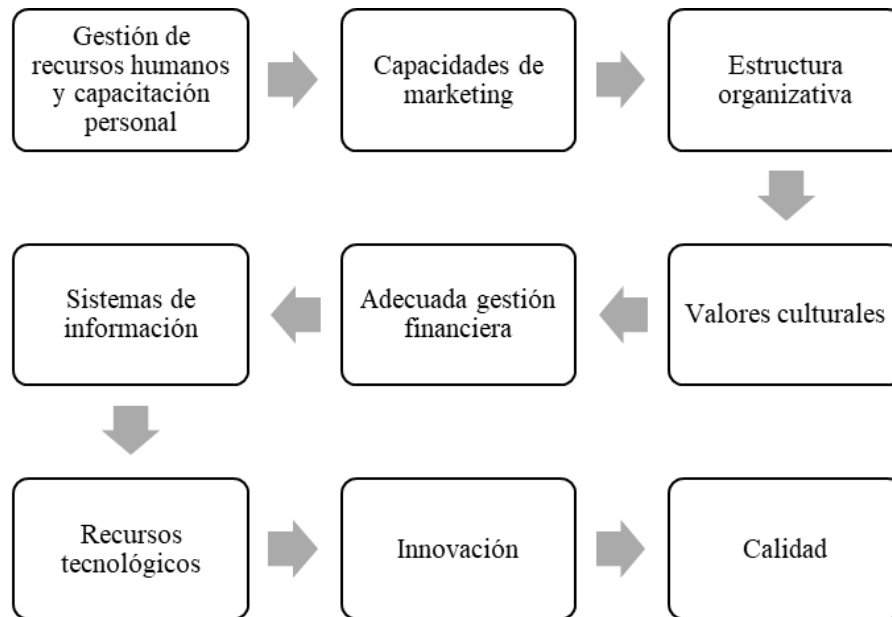 Gestión de
recursos humanos
y capacitación
personal
Capacidades de
marketing
Estructura
organizativa
Valores culturales
Adecuada gestión
financiera
Sistemas de
información
Recursos
tecnológicos
Innovación
Calidad